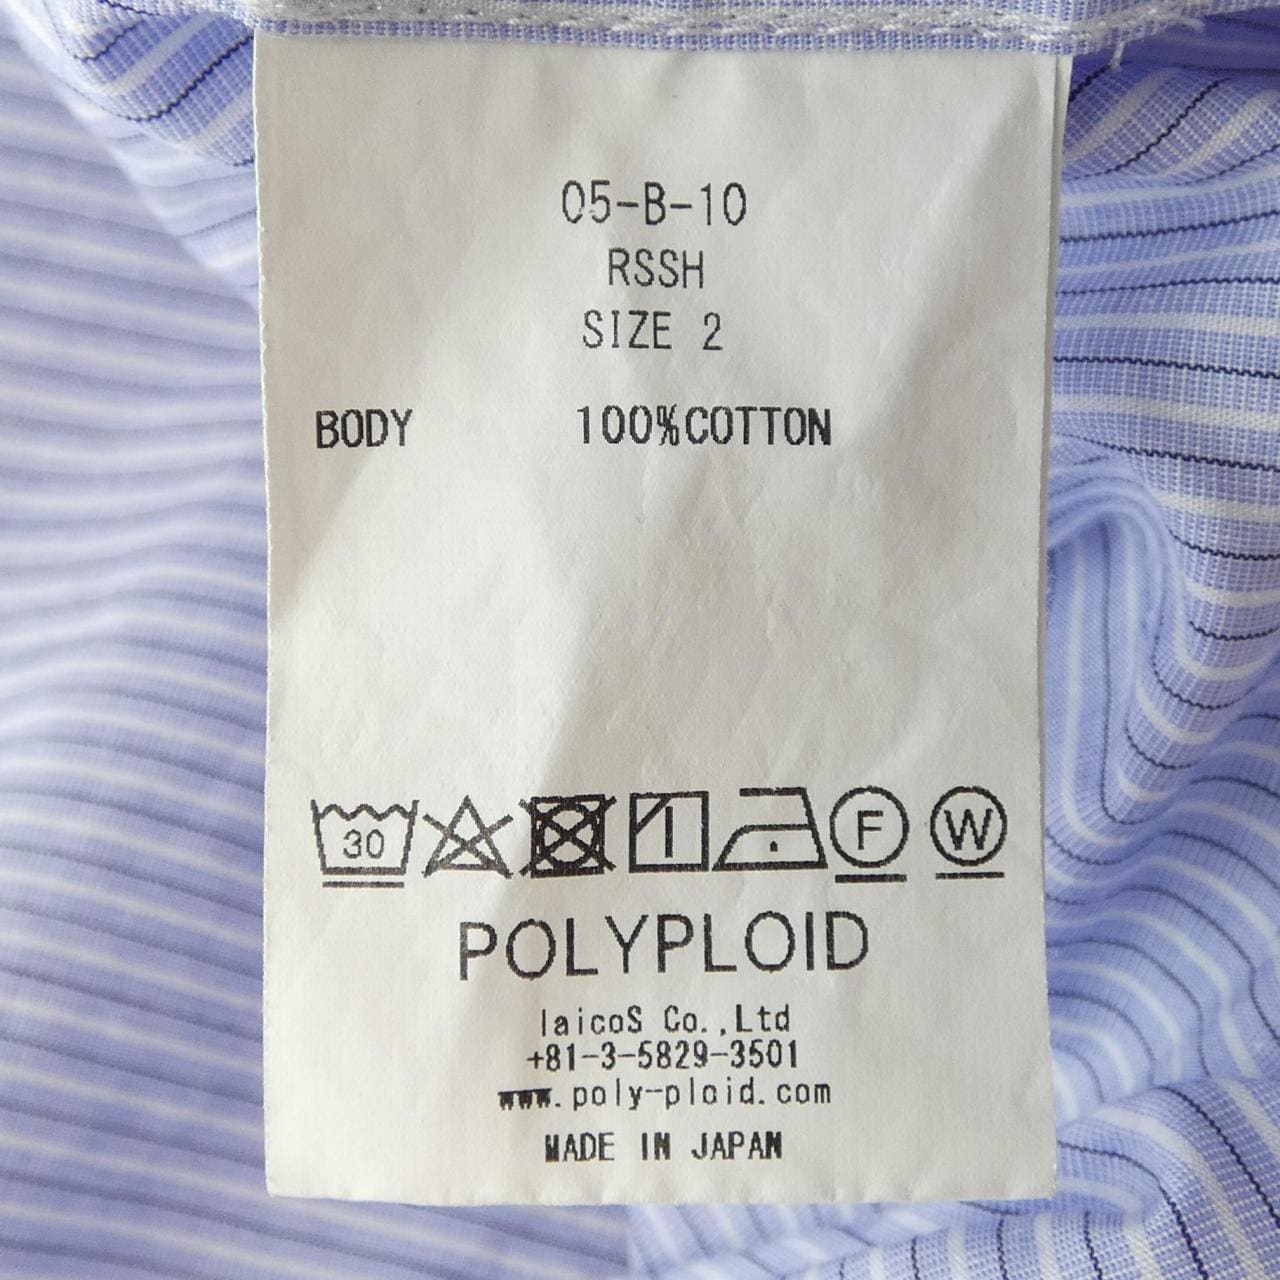 05-B-10
RSSH
SIZE 2
BODY 100%COTTON
30
F W
POLYPLOID
laicoS Co.,Ltd
+81-3-5829-3501
www.poly-ploid.com
MADE IN JAPAN